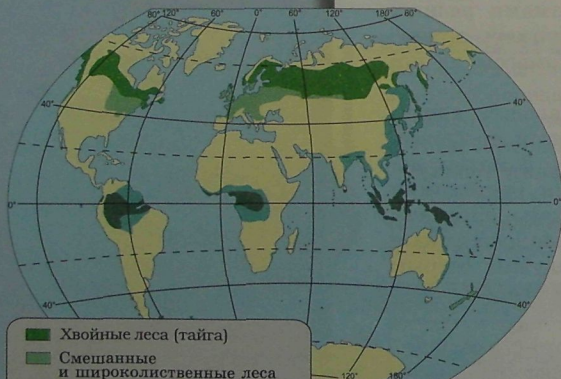 80° 120° 60° 0° 60° 120° 180° 80°
40° 40°
0° 0°
40° 40°
120° 180°
Хвойные леса (тайга)
Смешанные
и широколиственные леса